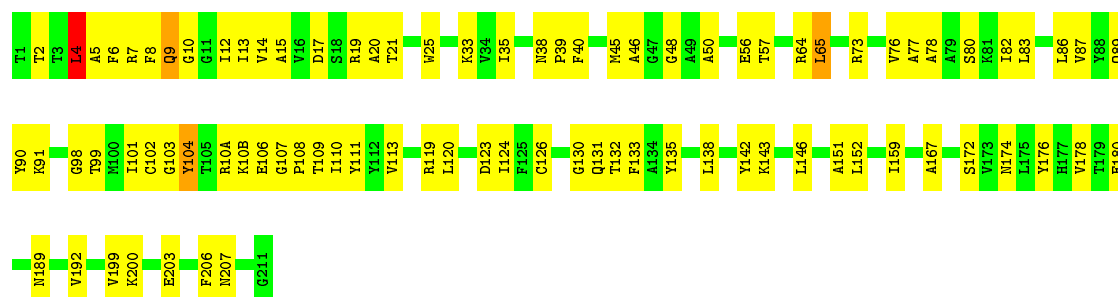 T1 T2 T3 L4 A5 F6 R7 F8 Q9 G10 G11 I12 I13 V14 A15 V16 D17 S18 R19 A20 T21 W25 K33 V34 I35 N38 P39 F40 M45 A46 G47 G48 A49 A50 E56 T57 R64 L65 R73 V76 A77 A78 A79 S80 K81 I82 L83 L86 V87 Y88
Y90 K91 G98 T99 M100 I101 C102 G103 Y104 T105 R10A K10B E106 G107 P108 T109 I110 Y111 Y112 V113 R119 L120 D123 I124 F125 C126 G130 Q131 T132 F133 A134 Y135 L138 Y142 K143 L146 A151 L152 I159 A167 S172 V173 N174 L175 Y176 H177 V178 T179
N189 V192 V199 K200 E203 F206 N207 G211